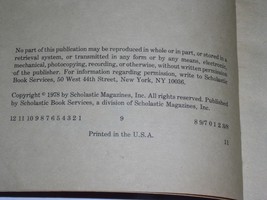 No part of this publication may be reproduced in whole or in part, or stored in a
retrieval system, or transmitted in any form or by any means, electronic,
mechanical, photocopying, recording, or otherwise, without written permission
of the publisher. For information regarding permission, write to Scholastic
Book Services, 50 West 44th Street, New York, NY 10036.
Copyright © 1978 by Scholastic Magazines, Inc. All rights reserved. Published
by Scholastic Book Services, a division of Scholastic Magazines, Inc.
12 11 10 9 8 7 6 5 4 3 2 1 9 8 9/7 0 1 2 3/8
Printed in the U.S.A. 11